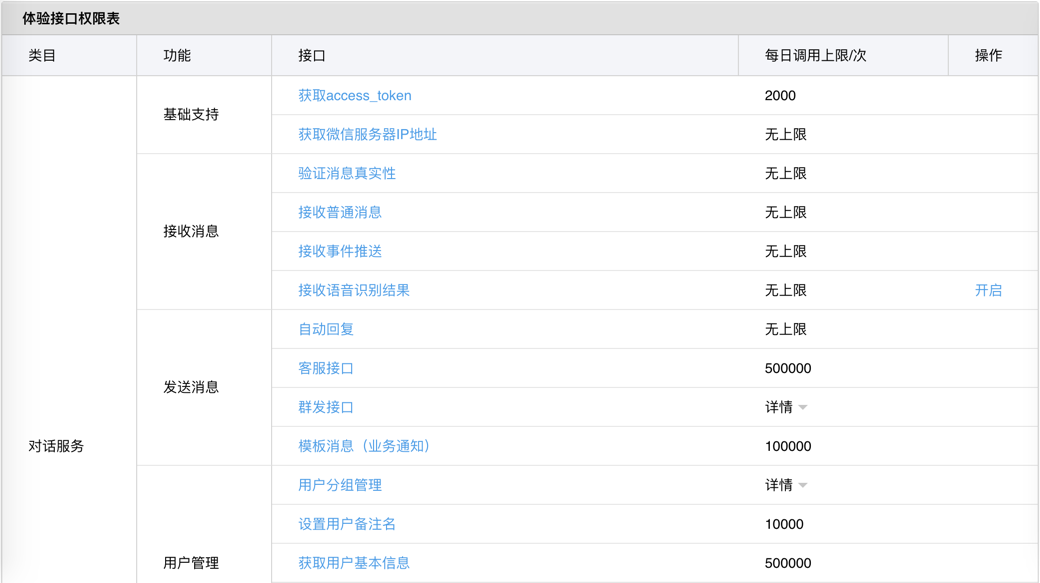 体验接口权限表
类目 功能 接口 每日调用上限/次 操作
获取access_token 2000
基础支持
获取微信服务器IP地址 无上限
验证消息真实性 无上限
接收普通消息 无上限
接收消息
接收事件推送 无上限
接收语音识别结果 无上限 开启
自动回复 无上限
客服接口 500000
发送消息
群发接口 详情
对话服务 模板消息（业务通知） 100000
用户分组管理 详情
设置用户备注名 10000
用户管理 获取用户基本信息 500000